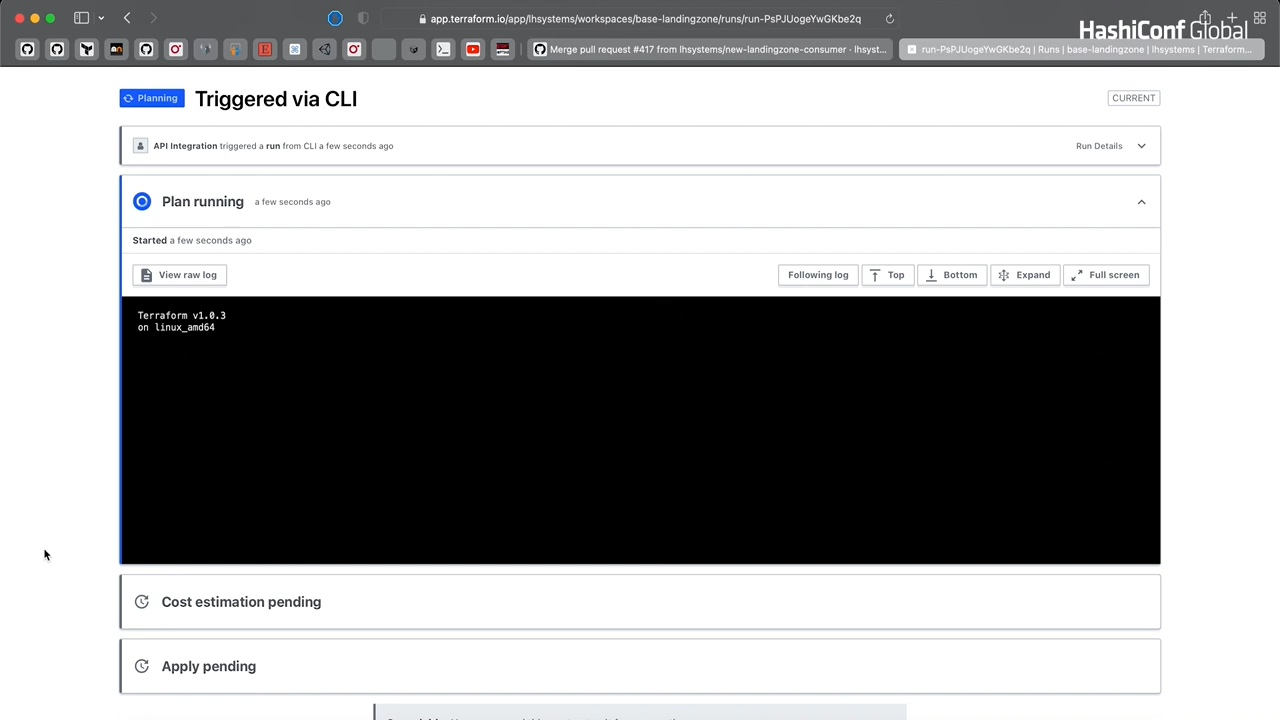 app.terraform.io/app/lhsystems/workspaces/base-landingzone/runs/run-PsPJUogeYwGKbe2q
HashiConf Global
Merge pull request #417 from lhsystems/new-landingzone-consumer · lhsyst...
run-PsPJUogeYwGKbe2q | Runs | base-landingzone | lhsystems | Terraform...
Planning
Triggered via CLI
CURRENT
API Integration triggered a run from CLI a few seconds ago
Run Details
Plan running
a few seconds ago
Started a few seconds ago
View raw log
Following log
Top
Bottom
Expand
Full screen
Terraform v1.0.3
on linux_amd64
Cost estimation pending
Apply pending